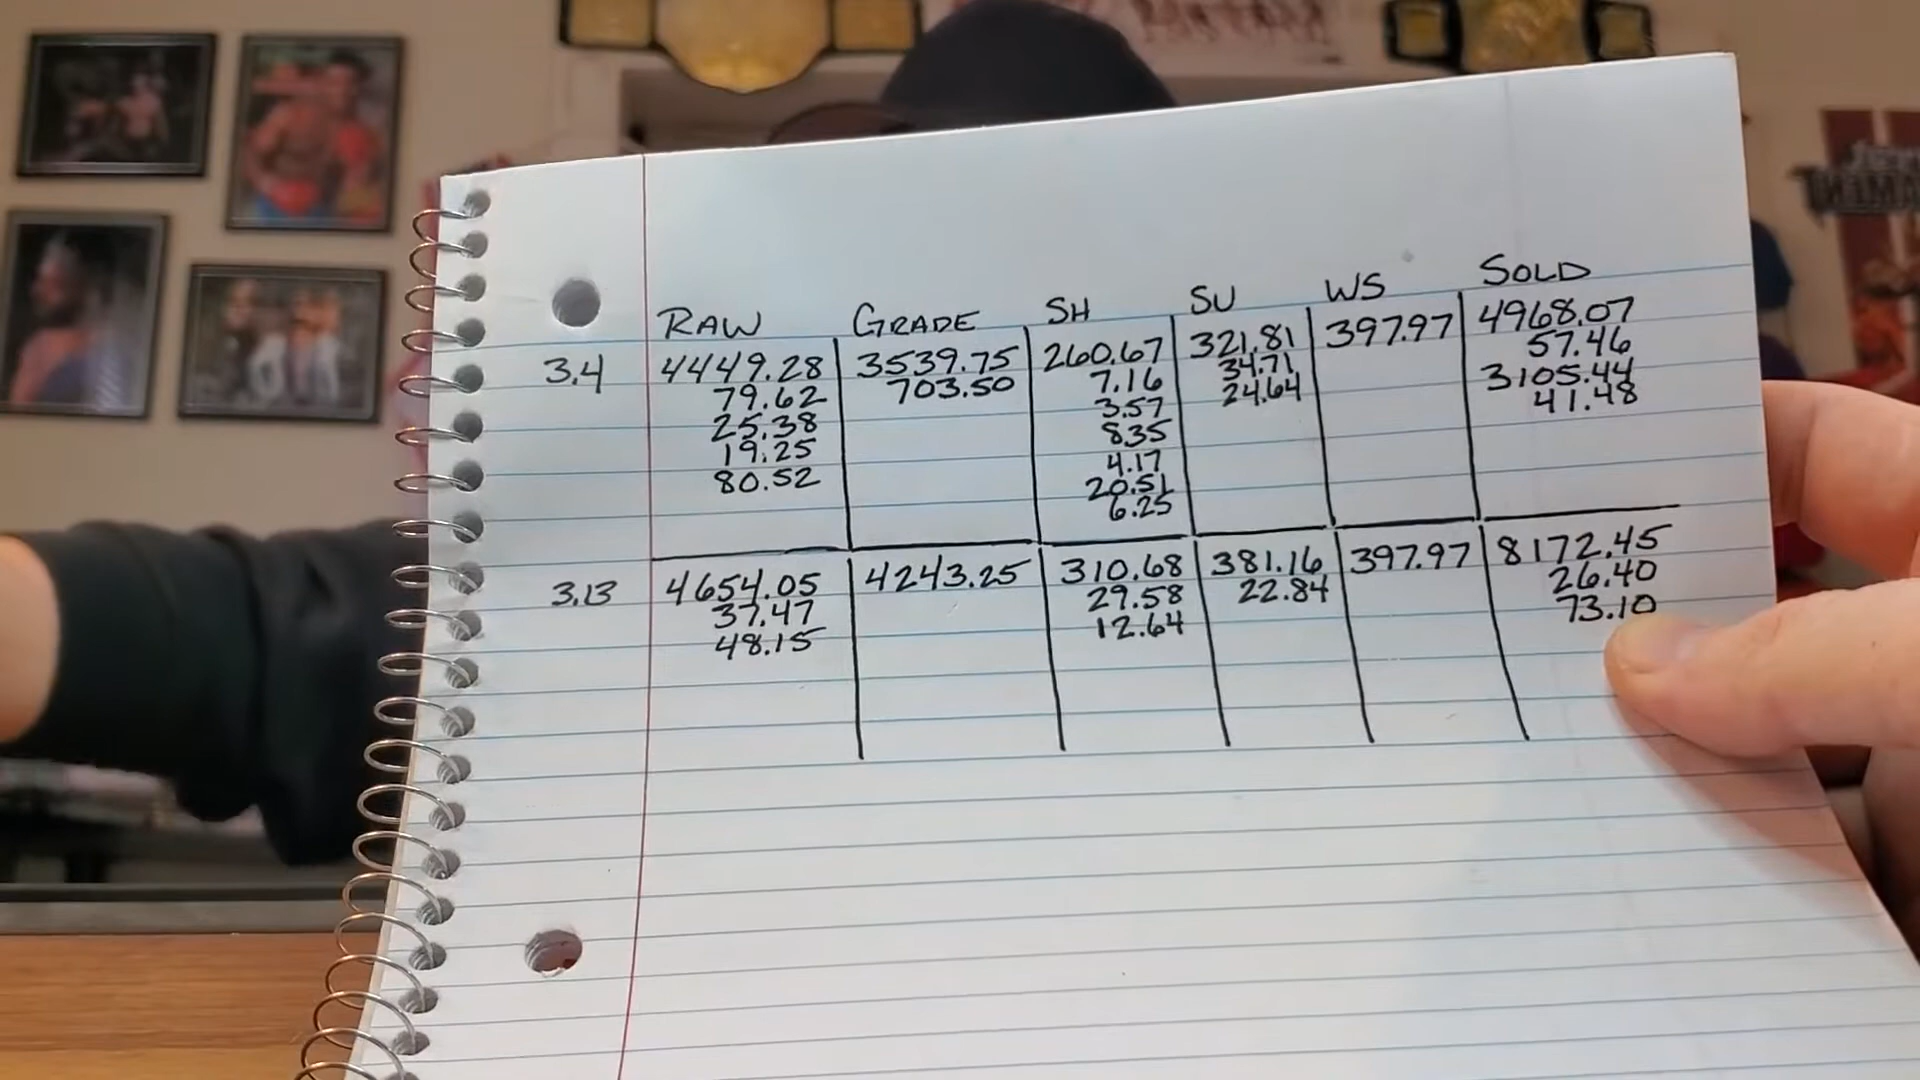 RAW GRADE SH SU WS SOLD
3.4 4449.28 3539.75 260.67 321.81 397.97 4968.07
79.62 703.50 7.16 34.71 57.46
25.38 3.57 24.64 3105.44
19.25 835 41.48
80.52 4.17
20.51
6.25
3.13 4654.05 4243.25 310.68 381.16 397.97 8172.45
37.47 29.58 22.84 26.40
48.15 12.64 73.10